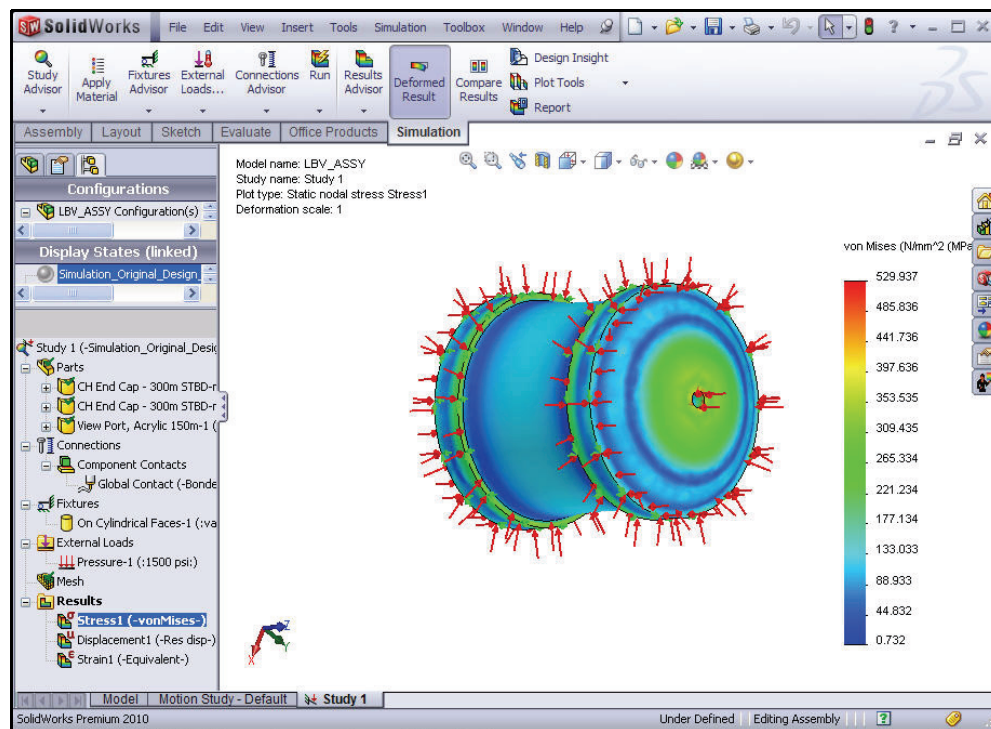 SolidWorks File Edit View Insert Tools Simulation Toolbox Window Help
Study Advisor
Apply Material
Fixtures Advisor
External Loads...
Connections Advisor
Run
Results Advisor
Deformed Result
Compare Results
Design Insight
Plot Tools
Report
Assembly Layout Sketch Evaluate Office Products Simulation
Configurations
LBV_ASSY Configuration(s)
Display States (linked)
Simulation_Original_Design_
Study 1 (-Simulation_Original_Desig
Parts
CH End Cap - 300m STBD-r
CH End Cap - 300m STBD-r
View Port, Acrylic 150m-1 (
Connections
Component Contacts
Global Contact (-Bonde
Fixtures
On Cylindrical Faces-1 (:va
External Loads
Pressure-1 (:1500 psi:)
Mesh
Results
Stress1 (-vonMises-)
Displacement1 (-Res disp-)
Strain1 (-Equivalent-)
Model name: LBV_ASSY
Study name: Study 1
Plot type: Static nodal stress Stress1
Deformation scale: 1
von Mises (N/mm^2 (MPa
529.937
485.836
441.736
397.636
353.535
309.435
265.334
221.234
177.134
133.033
88.933
44.832
0.732
X
Y
Z
Model Motion Study - Default Study 1
SolidWorks Premium 2010 Under Defined Editing Assembly